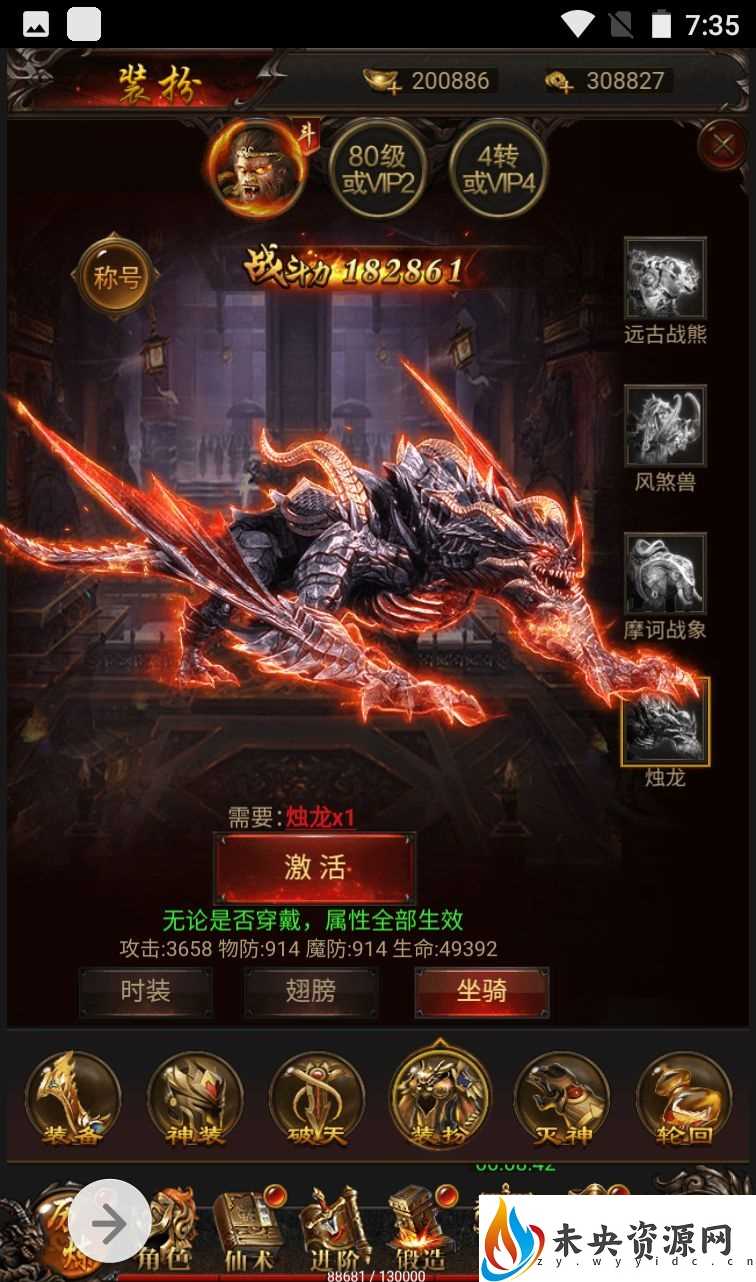 7:35
装扮
200886
308827
斗
80级
或VIP2
4转
或VIP4
称号
战斗力 182861
远古战熊
风煞兽
摩诃战象
烛龙
需要:烛龙x1
激活
无论是否穿戴，属性全部生效
攻击:3658 物防:914 魔防:914 生命:49392
时装
翅膀
坐骑
装备
神装
破天
装扮
灭神
轮回
00:08:42
角色
仙术
进阶
锻造
88681 / 130000
未央资源网
zy.wyyidc.cn